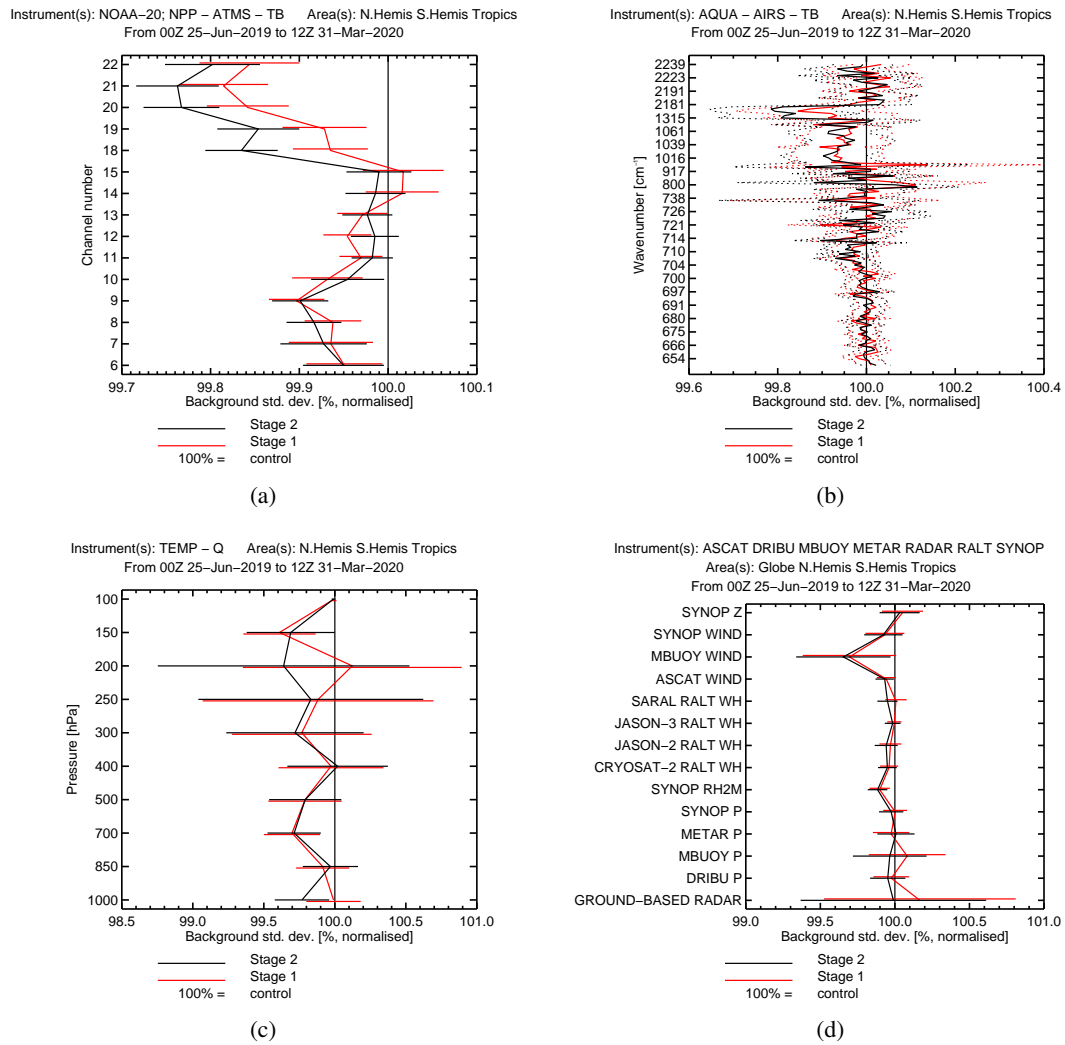 Instrument(s): NOAA−20; NPP − ATMS − TB Area(s): N.Hemis S.Hemis Tropics
From 00Z 25−Jun−2019 to 12Z 31−Mar−2020
Channel number
22
21
20
19
18
15
14
13
12
11
10
9
8
7
6
99.7 99.8 99.9 100.0 100.1
Background std. dev. [%, normalised]
Stage 2
Stage 1
100% = control
(a)
Instrument(s): AQUA − AIRS − TB Area(s): N.Hemis S.Hemis Tropics
From 00Z 25−Jun−2019 to 12Z 31−Mar−2020
Wavenumber [cm⁻¹]
2239
2223
2191
2181
1315
1061
1039
1016
917
800
738
726
721
714
710
704
700
697
691
680
675
666
654
99.6 99.8 100.0 100.2 100.4
Background std. dev. [%, normalised]
Stage 2
Stage 1
100% = control
(b)
Instrument(s): TEMP − Q Area(s): N.Hemis S.Hemis Tropics
From 00Z 25−Jun−2019 to 12Z 31−Mar−2020
Pressure [hPa]
100
150
200
250
300
400
500
700
850
1000
98.5 99.0 99.5 100.0 100.5 101.0
Background std. dev. [%, normalised]
Stage 2
Stage 1
100% = control
(c)
Instrument(s): ASCAT DRIBU MBUOY METAR RADAR RALT SYNOP
Area(s): Globe N.Hemis S.Hemis Tropics
From 00Z 25−Jun−2019 to 12Z 31−Mar−2020
SYNOP Z
SYNOP WIND
MBUOY WIND
ASCAT WIND
SARAL RALT WH
JASON−3 RALT WH
JASON−2 RALT WH
CRYOSAT−2 RALT WH
SYNOP RH2M
SYNOP P
METAR P
MBUOY P
DRIBU P
GROUND−BASED RADAR
99.0 99.5 100.0 100.5 101.0
Background std. dev. [%, normalised]
Stage 2
Stage 1
100% = control
(d)